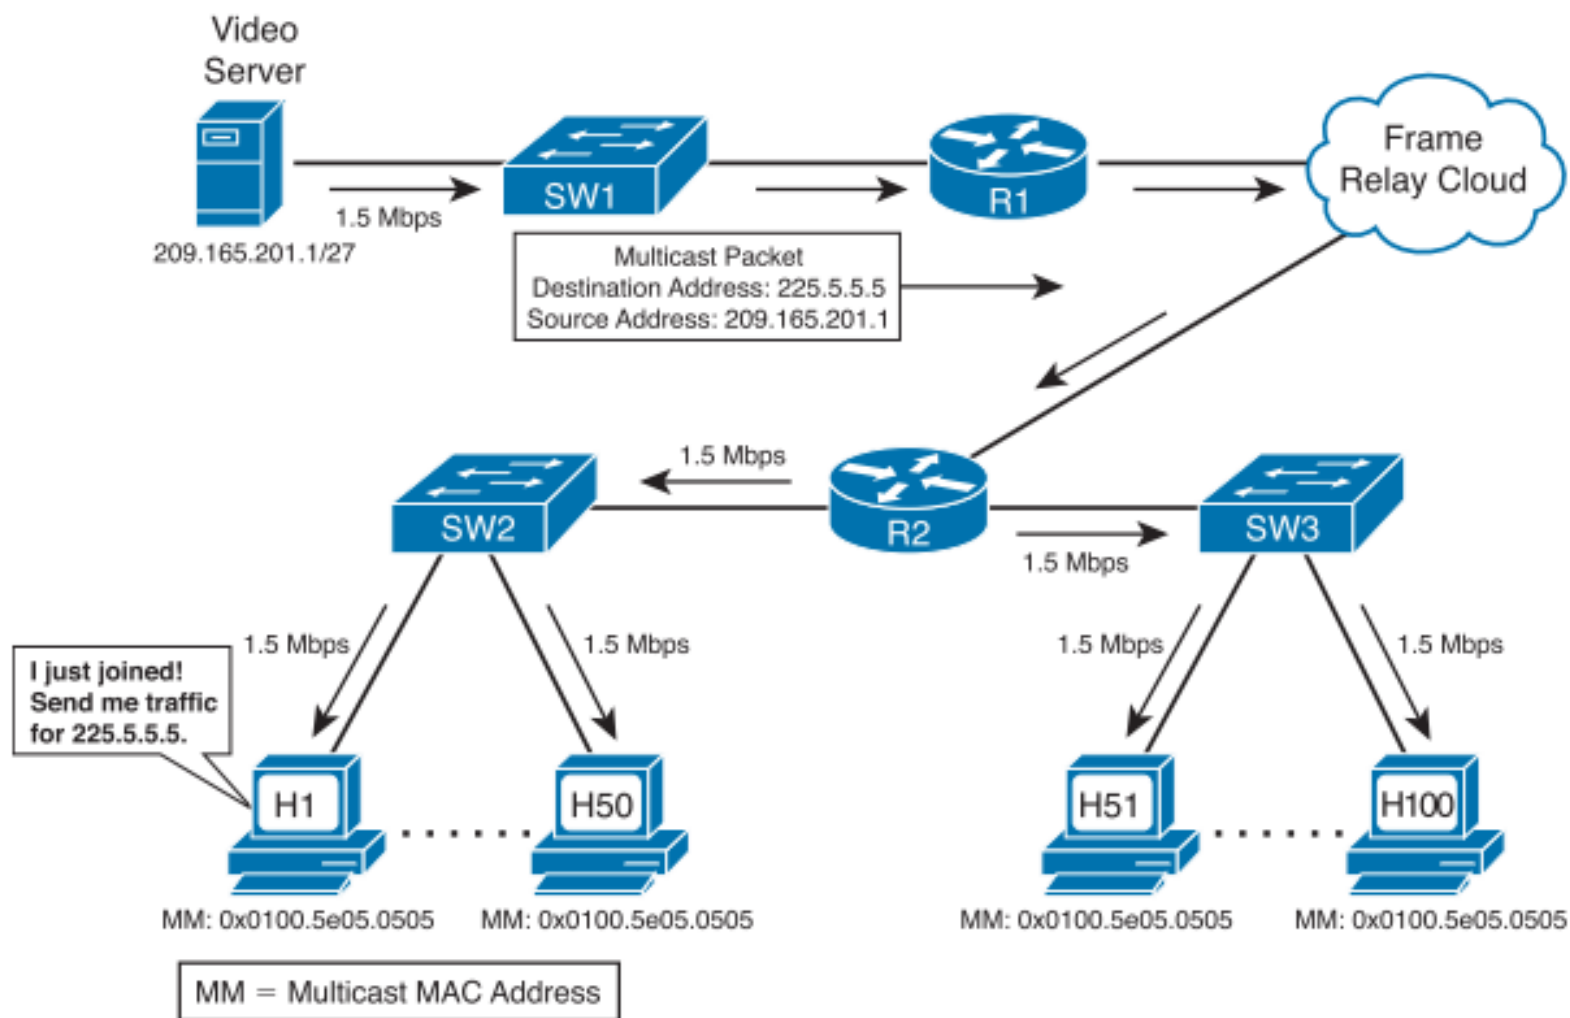 Video
Server
209.165.201.1/27
1.5 Mbps
SW1
R1
Frame
Relay Cloud
Multicast Packet
Destination Address: 225.5.5.5
Source Address: 209.165.201.1
1.5 Mbps
SW2
R2
SW3
1.5 Mbps
1.5 Mbps
1.5 Mbps
1.5 Mbps
1.5 Mbps
I just joined!
Send me traffic
for 225.5.5.5.
H1
H50
H51
H100
MM: 0x0100.5e05.0505
MM: 0x0100.5e05.0505
MM: 0x0100.5e05.0505
MM: 0x0100.5e05.0505
MM = Multicast MAC Address